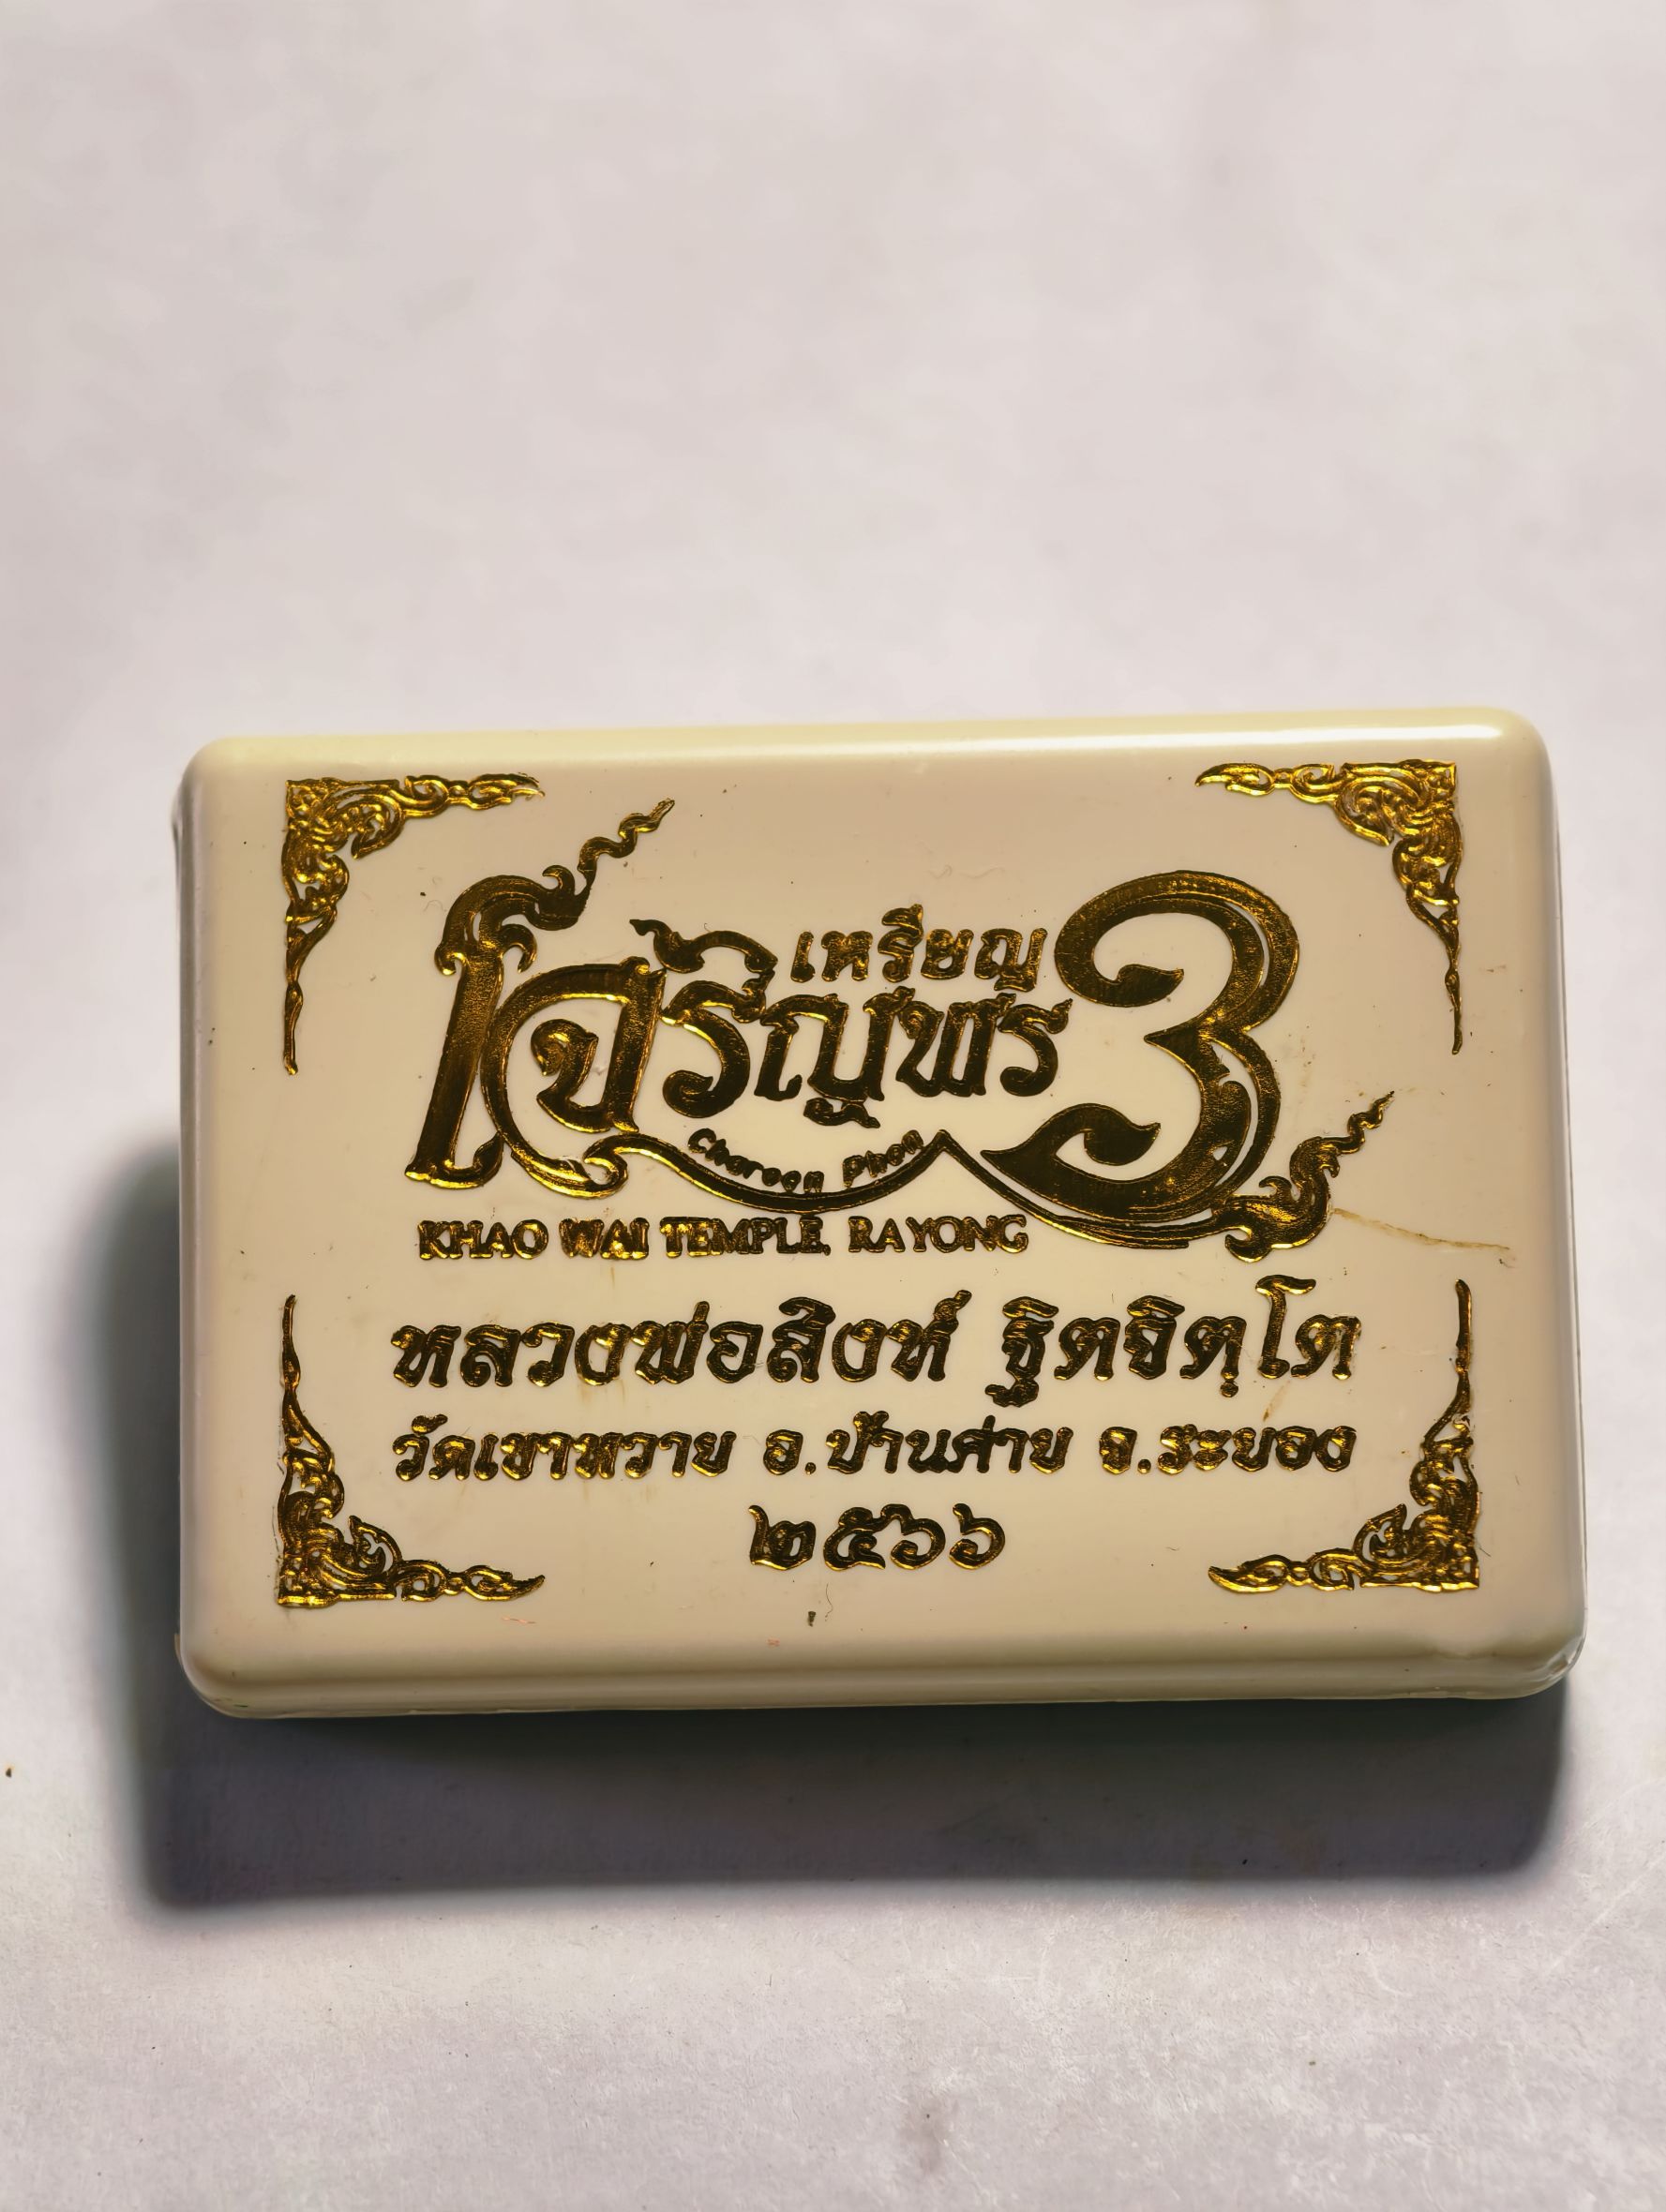 เหรียญ
เจริญพร 3
Charoen Phon
KHAO WAI TEMPLE, RAYONG
หลวงพ่อสิงห์ ฐิตจิตฺโต
วัดเขาหวาย อ.บ้านค่าย จ.ระยอง
๒๕๖๖